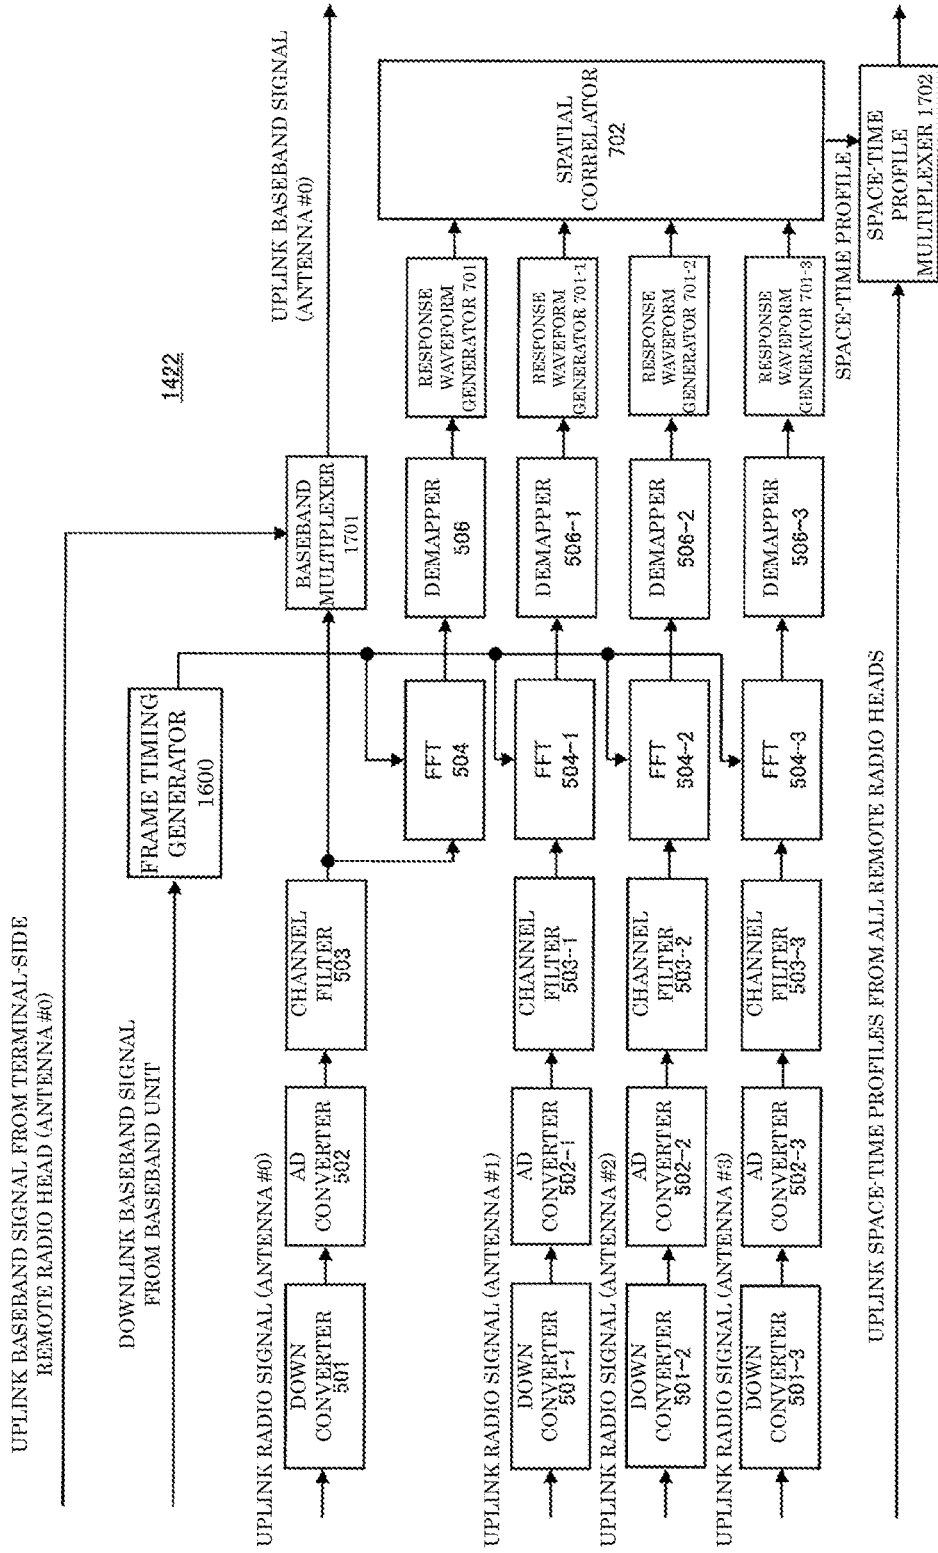 1422
UPLINK BASEBAND SIGNAL FROM TERMINAL-SIDE
REMOTE RADIO HEAD (ANTENNA #0)
DOWNLINK BASEBAND SIGNAL
FROM BASEBAND UNIT
FRAME TIMING
GENERATOR
1600
BASEBAND
MULTIPLEXER
1701
UPLINK BASEBAND SIGNAL
(ANTENNA #0)
UPLINK RADIO SIGNAL (ANTENNA #0)
DOWN
CONVERTER
501
AD
CONVERTER
502
CHANNEL
FILTER
503
FFT
504
DEMAPPER
506
RESPONSE
WAVEFORM
GENERATOR 701
UPLINK RADIO SIGNAL (ANTENNA #1)
DOWN
CONVERTER
501-1
AD
CONVERTER
502-1
CHANNEL
FILTER
503-1
FFT
504-1
DEMAPPER
506-1
RESPONSE
WAVEFORM
GENERATOR 701-1
UPLINK RADIO SIGNAL (ANTENNA #2)
DOWN
CONVERTER
501-2
AD
CONVERTER
502-2
CHANNEL
FILTER
503-2
FFT
504-2
DEMAPPER
506-2
RESPONSE
WAVEFORM
GENERATOR 701-2
UPLINK RADIO SIGNAL (ANTENNA #3)
DOWN
CONVERTER
501-3
AD
CONVERTER
502-3
CHANNEL
FILTER
503-3
FFT
504-3
DEMAPPER
506-3
RESPONSE
WAVEFORM
GENERATOR 701-3
SPATIAL
CORRELATOR
702
SPACE-TIME PROFILE
SPACE-TIME
PROFILE
MULTIPLEXER 1702
UPLINK SPACE-TIME PROFILES FROM ALL REMOTE RADIO HEADS